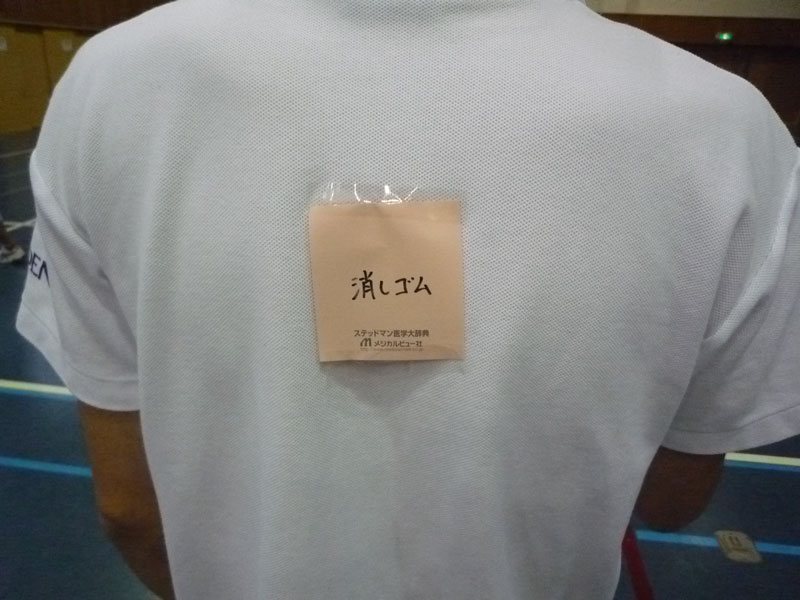 消しゴム
ステッドマン医学大辞典
メジカルビュー社